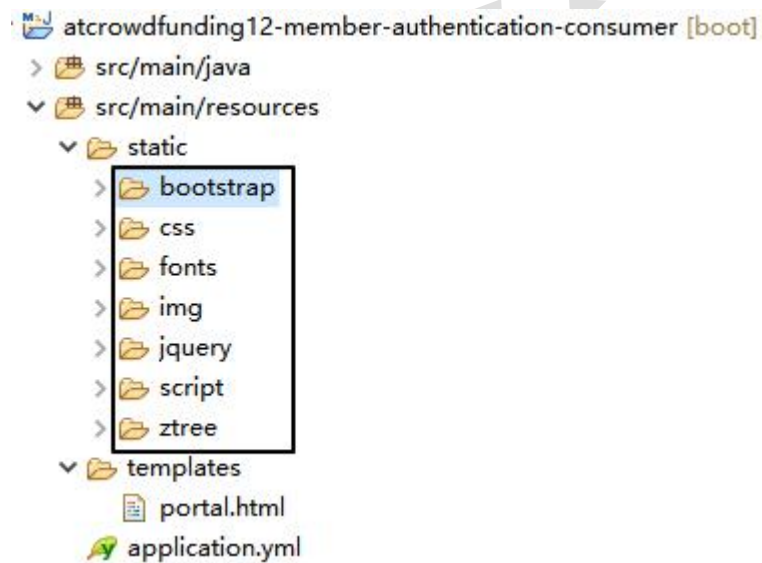 atcrowdfunding12-member-authentication-consumer [boot]
src/main/java
src/main/resources
static
bootstrap
css
fonts
img
jquery
script
ztree
templates
portal.html
application.yml